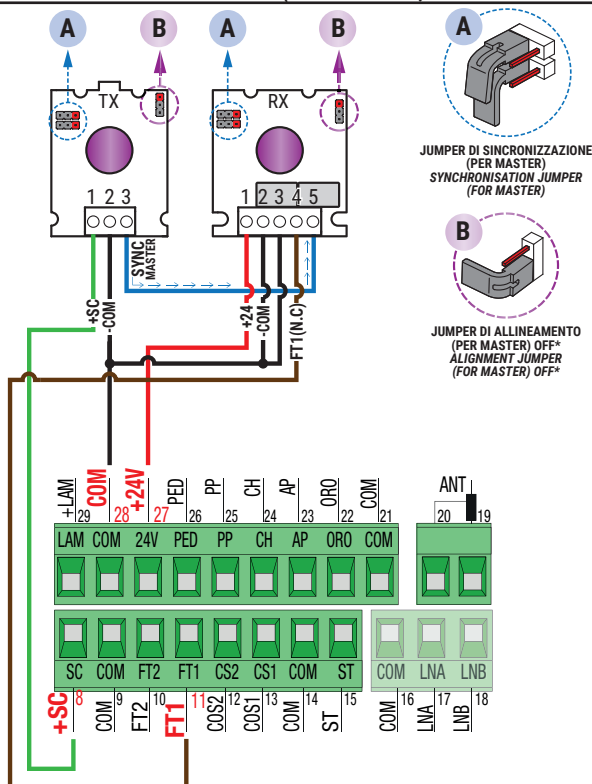 A B A B A
TX RX
1 2 3 1 2 3 4 5
JUMPER DI SINCRONIZZAZIONE
(PER MASTER)
SYNCHRONISATION JUMPER
(FOR MASTER)
B
JUMPER DI ALLINEAMENTO
(PER MASTER) OFF*
ALIGNMENT JUMPER
(FOR MASTER) OFF*
+SC
-COM
SYNC
MASTER
+24
-COM
FT1(N.C)
+LAM COM +24V PED PP CH AP ORO COM ANT
29 28 27 26 25 24 23 22 21 20 19
LAM COM 24V PED PP CH AP ORO COM
SC COM FT2 FT1 CS2 CS1 COM ST COM LNA LNB
8 9 10 11 12 13 14 15 16 17 18
+SC COM FT2 FT1 COS2 COS1 COM ST COM LNA LNB